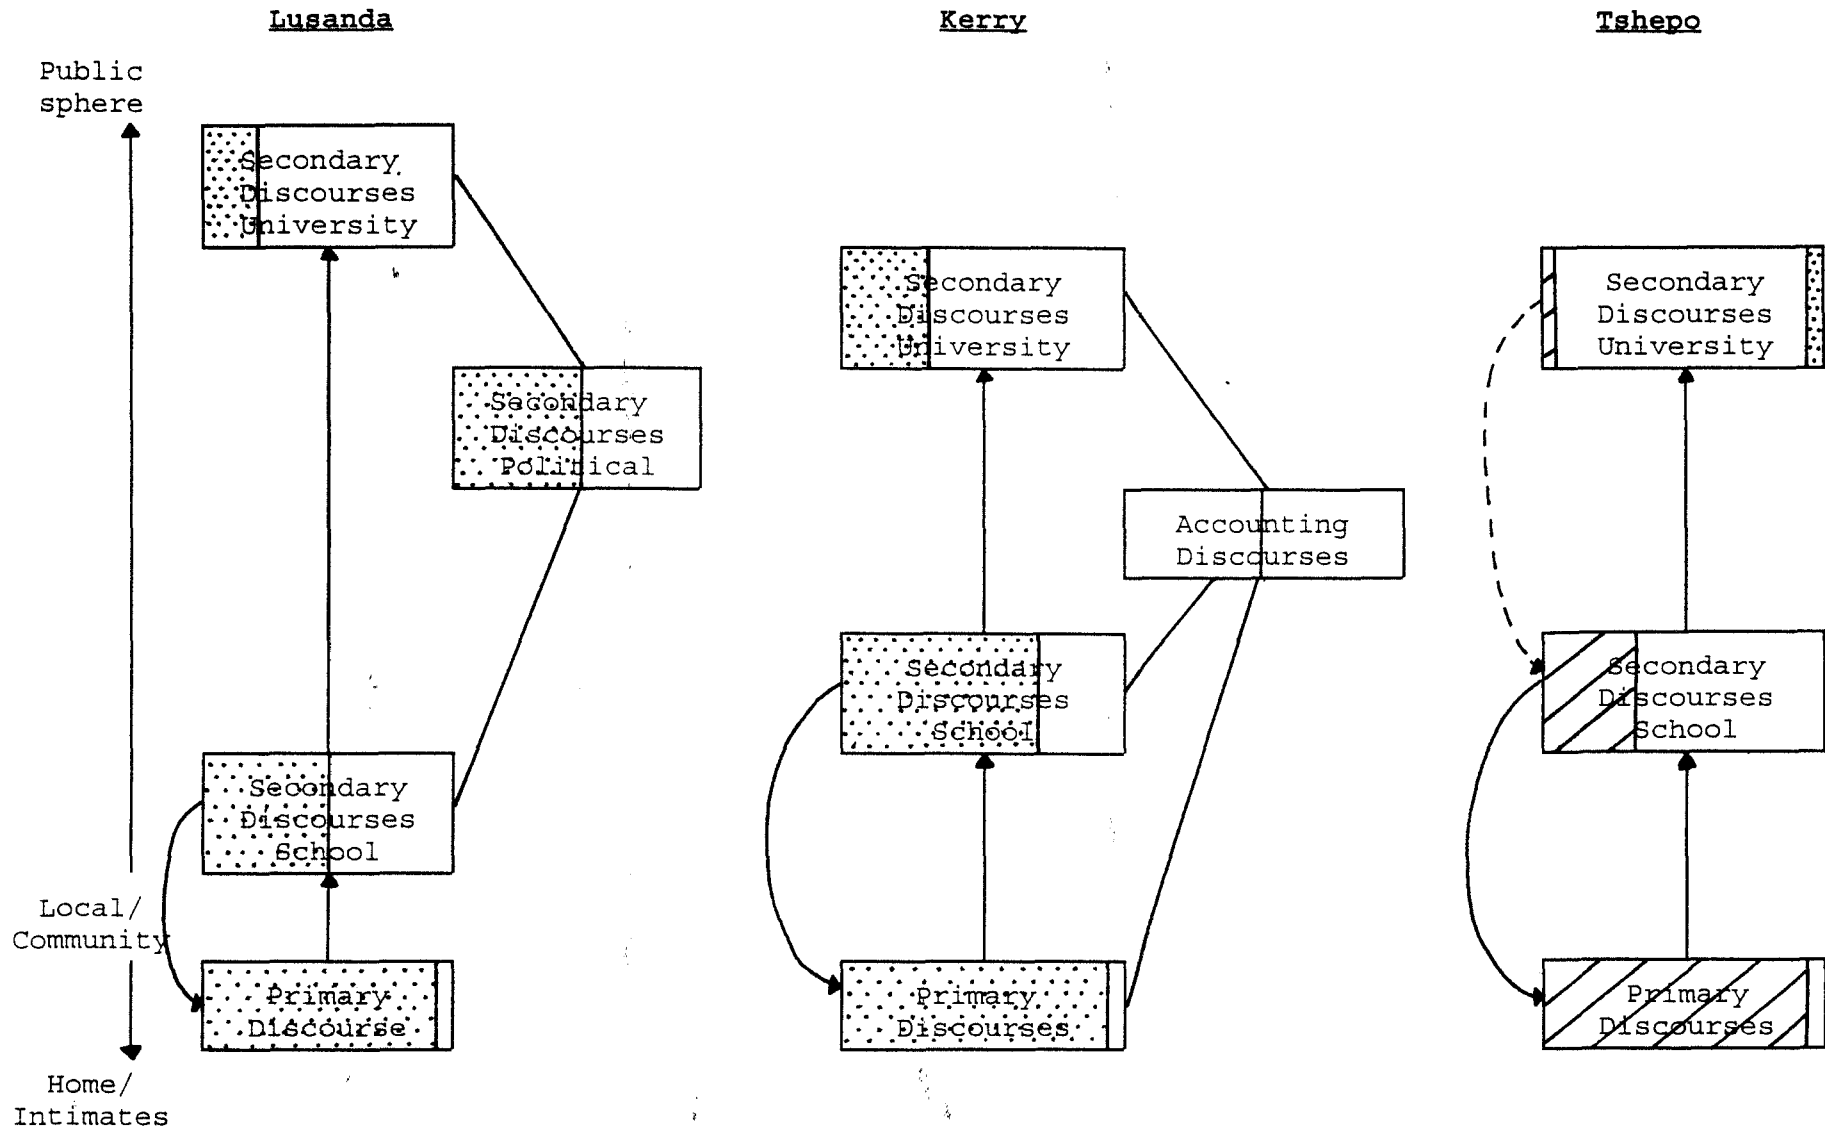 Lusanda
Kerry
Tshepo
Public
sphere
Secondary
Discourses
University
Secondary
Discourses
Political
Secondary
Discourses
School
Primary
Discourse
Local/
Community
Home/
Intimates
Secondary
Discourses
University
Accounting
Discourses
Secondary
Discourses
School
Primary
Discourses
Secondary
Discourses
University
Secondary
Discourses
School
Primary
Discourses